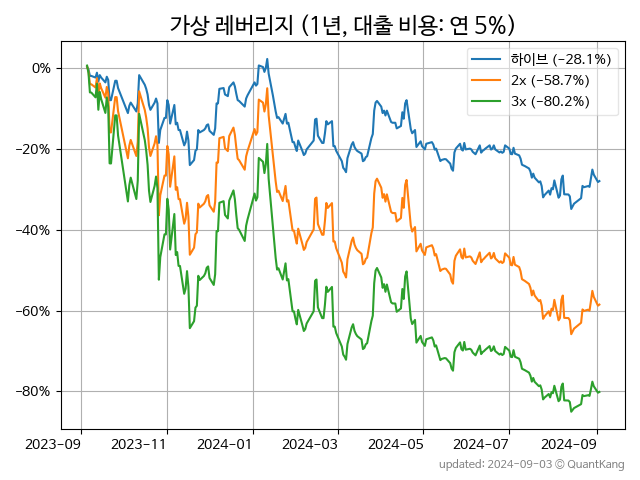 가상 레버리지 (1년, 대출 비용: 연 5%)
하이브 (−28.1%)
2x (−58.7%)
3x (−80.2%)
0%
−20%
−40%
−60%
−80%
2023-09 2023-11 2024-01 2024-03 2024-05 2024-07 2024-09
updated: 2024-09-03 © QuantKang